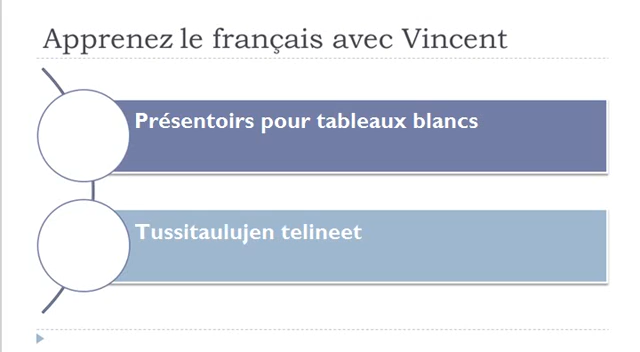 Apprenez le français avec Vincent
Présentoirs pour tableaux blancs
Tussitaulujen telineet